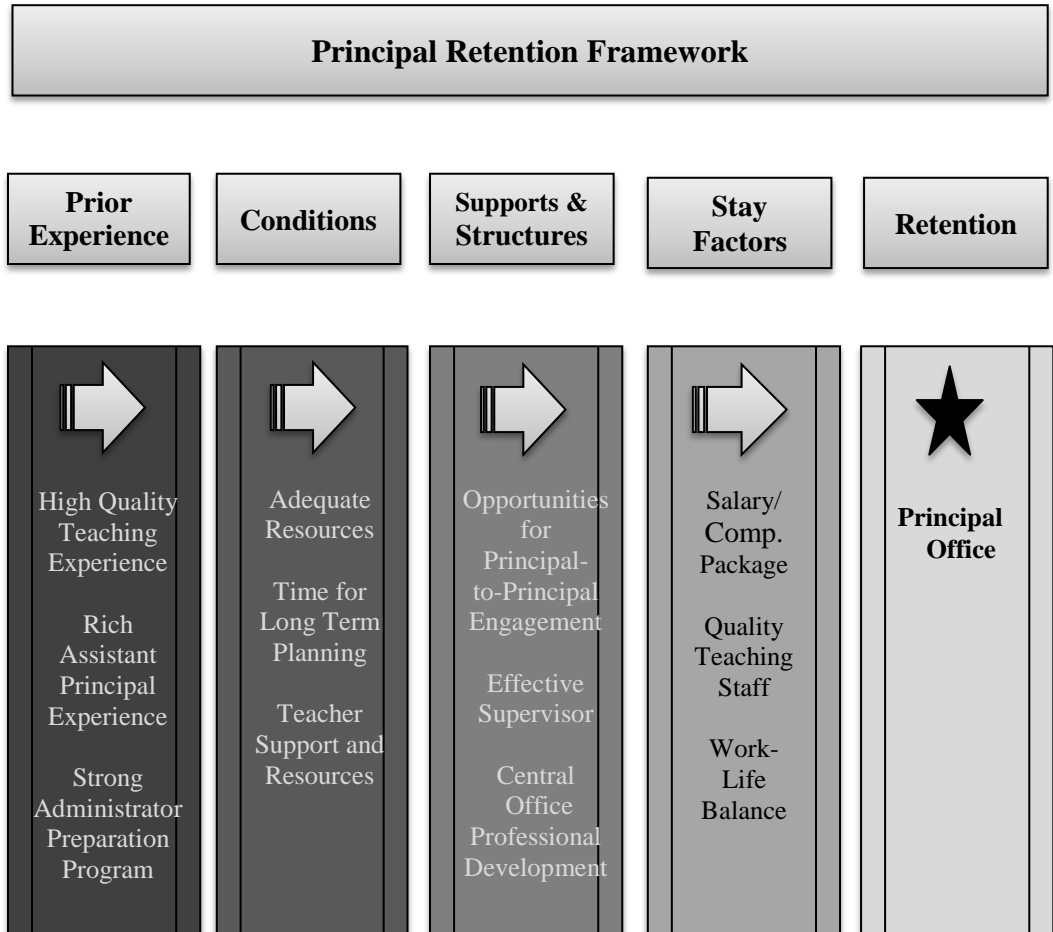 Principal Retention Framework
Prior
Experience
Conditions
Supports &
Structures
Stay
Factors
Retention
High Quality
Teaching
Experience
Rich
Assistant
Principal
Experience
Strong
Administrator
Preparation
Program
Adequate
Resources
Time for
Long Term
Planning
Teacher
Support and
Resources
Opportunities
for
Principal-
to-Principal
Engagement
Effective
Supervisor
Central
Office
Professional
Development
Salary/
Comp.
Package
Quality
Teaching
Staff
Work-
Life
Balance
Principal
Office